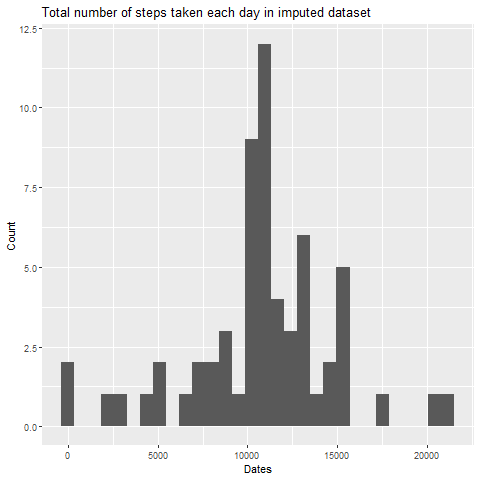 Total number of steps taken each day in imputed dataset
12.5
10.0
7.5
5.0
2.5
0.0
Count
0 5000 10000 15000 20000
Dates